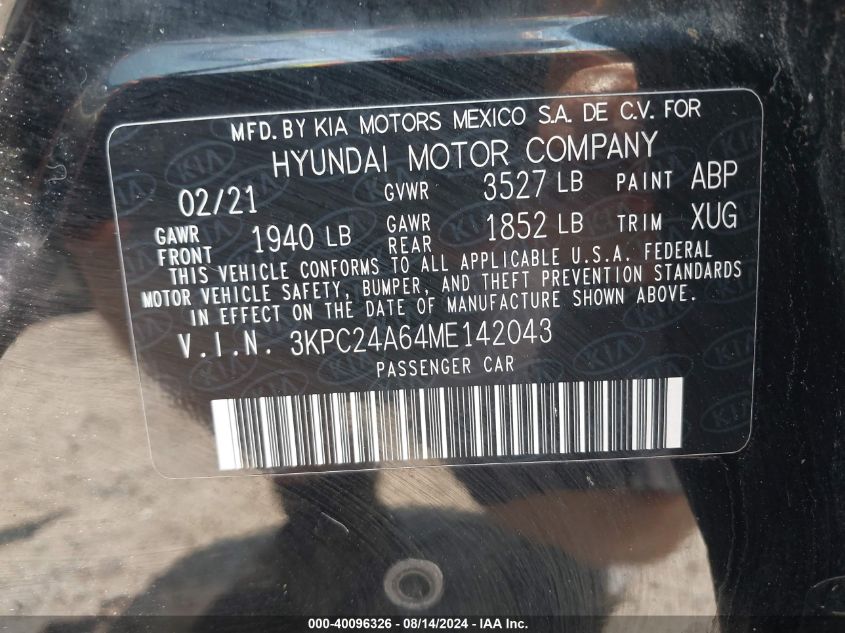 MFD. BY KIA MOTORS MEXICO S.A. DE C.V. FOR
HYUNDAI MOTOR COMPANY
02/21 GVWR 3527 LB PAINT ABP
GAWR FRONT 1940 LB GAWR REAR 1852 LB TRIM XUG
THIS VEHICLE CONFORMS TO ALL APPLICABLE U.S.A. FEDERAL
MOTOR VEHICLE SAFETY, BUMPER, AND THEFT PREVENTION STANDARDS
IN EFFECT ON THE DATE OF MANUFACTURE SHOWN ABOVE.
V.I.N. 3KPC24A64ME142043
PASSENGER CAR
000-40096326 - 08/14/2024 - IAA Inc.